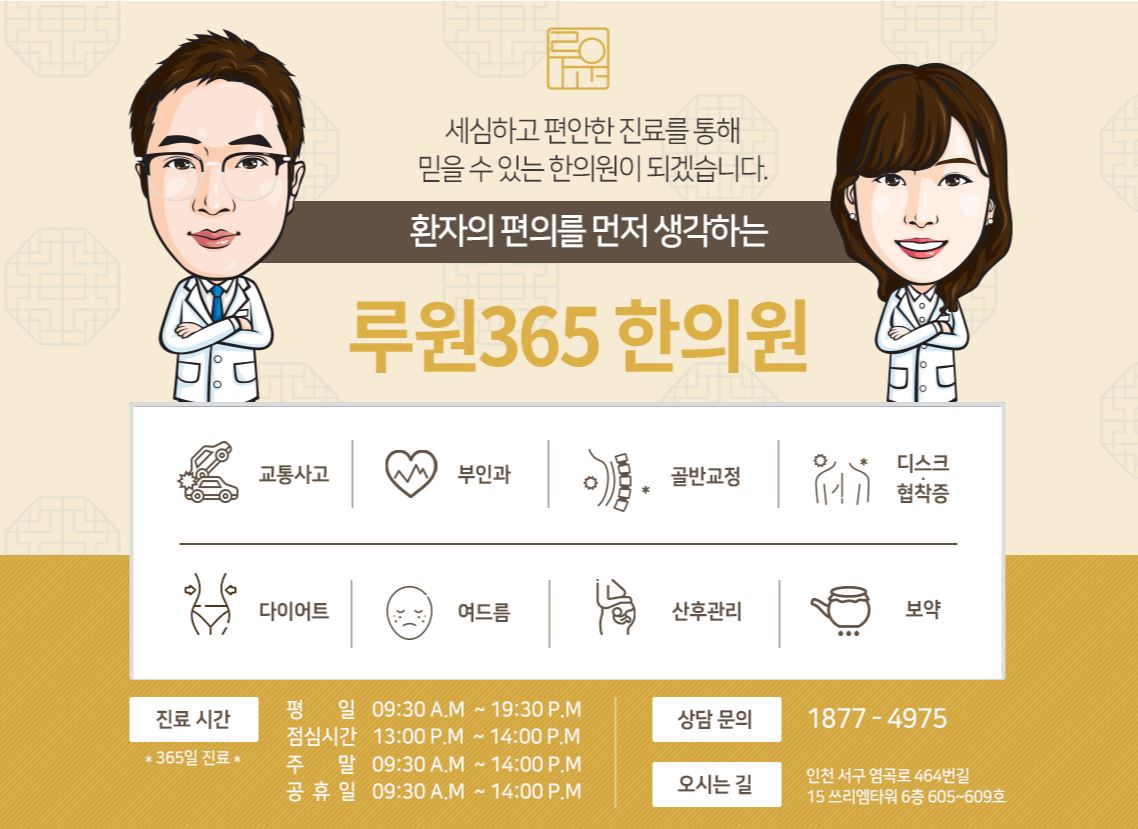 루원
세심하고 편안한 진료를 통해
믿을 수 있는 한의원이 되겠습니다.
환자의 편의를 먼저 생각하는
루원365 한의원
교통사고
부인과
골반교정
디스크
·
협착증
다이어트
여드름
산후관리
보약
진료 시간
* 365일 진료 *
평 일 09:30 A.M ~ 19:30 P.M
점심시간 13:00 P.M ~ 14:00 P.M
주 말 09:30 A.M ~ 14:00 P.M
공 휴 일 09:30 A.M ~ 14:00 P.M
상담 문의
1877 - 4975
오시는 길
인천 서구 염곡로 464번길
15 쓰리엠타워 6층 605~609호